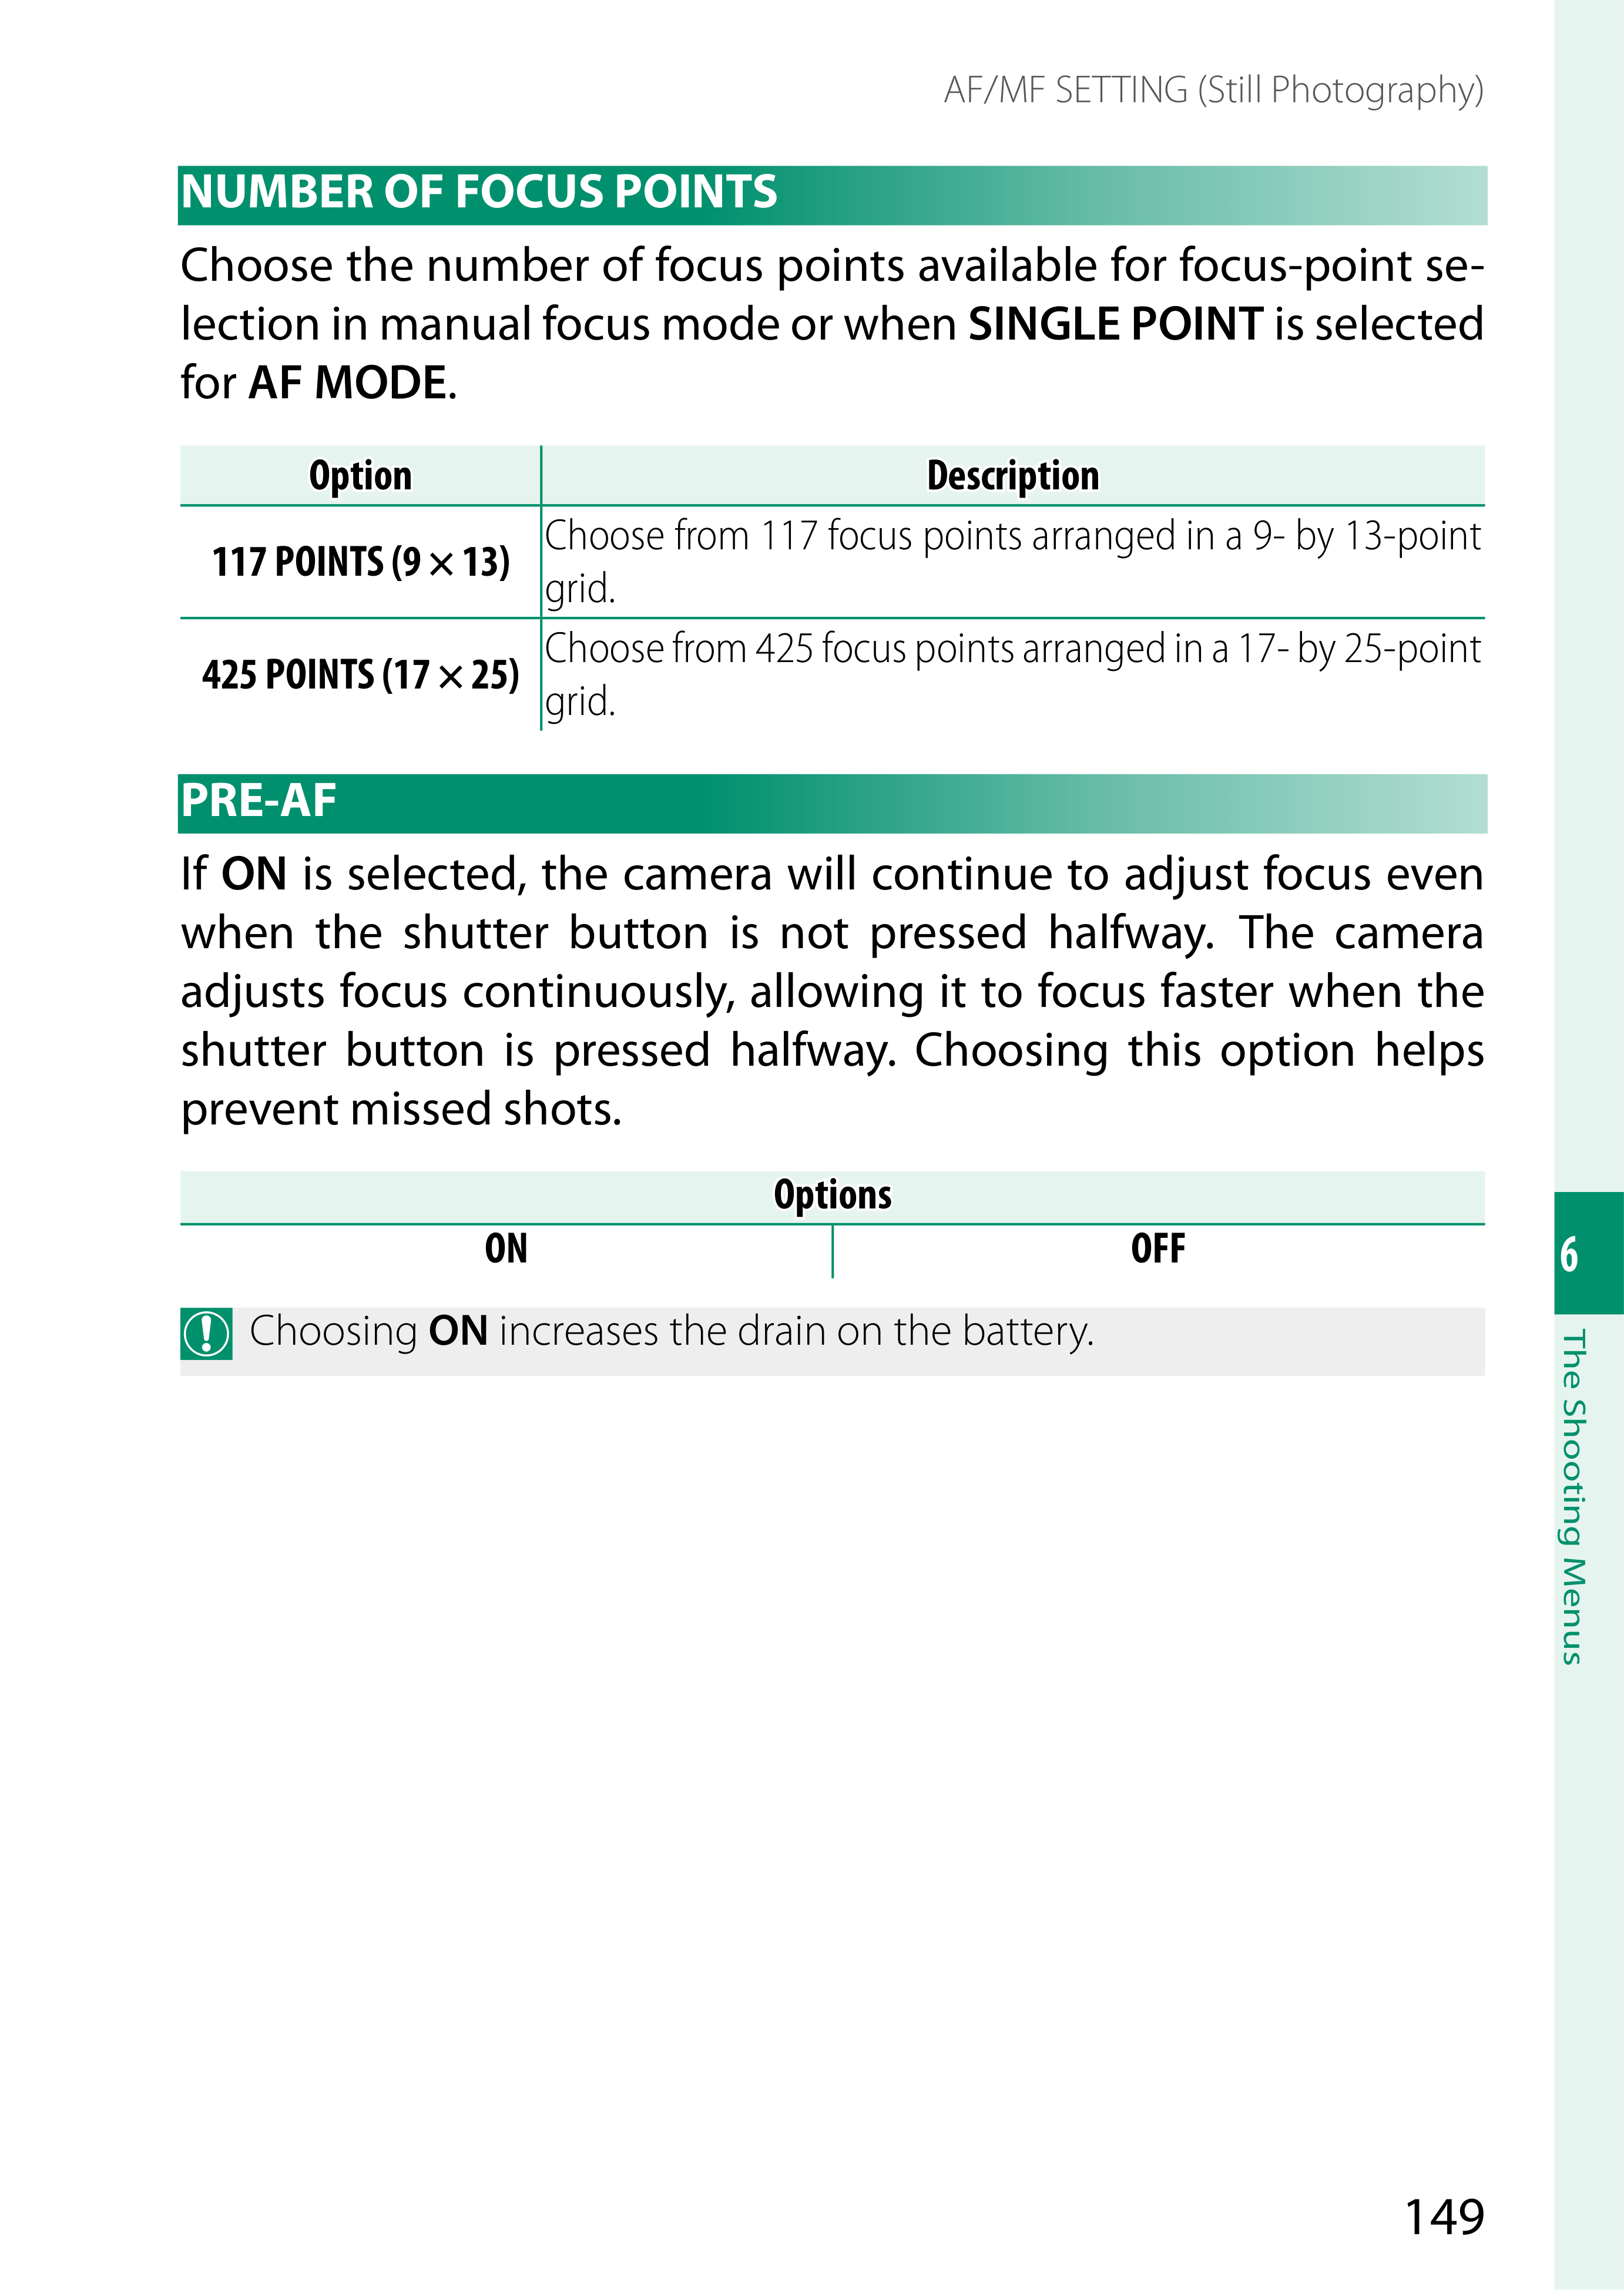 AF/MF SETTING (Still Photography)
NUMBER OF FOCUS POINTS
Choose the number of focus points available for focus-point se-
lection in manual focus mode or when SINGLE POINT is selected
for AF MODE.
Option
Description
117 POINTS (9 × 13)
Choose from 117 focus points arranged in a 9- by 13-point
grid.
425 POINTS (17 × 25)
Choose from 425 focus points arranged in a 17- by 25-point
grid.
PRE-AF
If ON is selected, the camera will continue to adjust focus even
when the shutter button is not pressed halfway. The camera
adjusts focus continuously, allowing it to focus faster when the
shutter button is pressed halfway. Choosing this option helps
prevent missed shots.
Options
ON
OFF
Choosing ON increases the drain on the battery.
6
The Shooting Menus
149